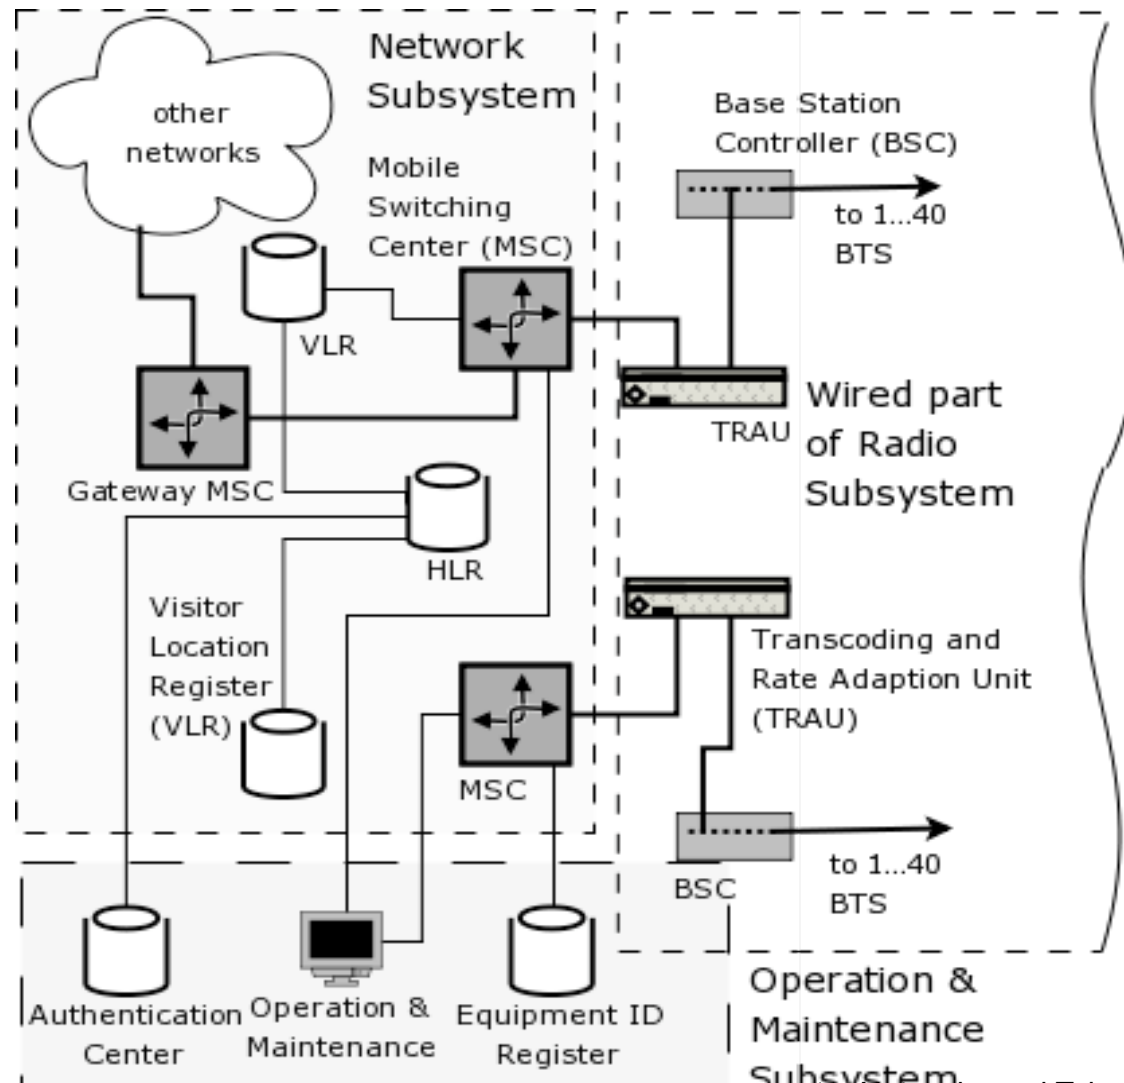 Network
Subsystem
other
networks
Mobile
Switching
Center (MSC)
VLR
Gateway MSC
HLR
Visitor
Location
Register
(VLR)
MSC
Base Station
Controller (BSC)
to 1...40
BTS
TRAU
Wired part
of Radio
Subsystem
Transcoding and
Rate Adaption Unit
(TRAU)
to 1...40
BTS
BSC
Authentication
Center
Operation &
Maintenance
Equipment ID
Register
Operation &
Maintenance
Subsystem